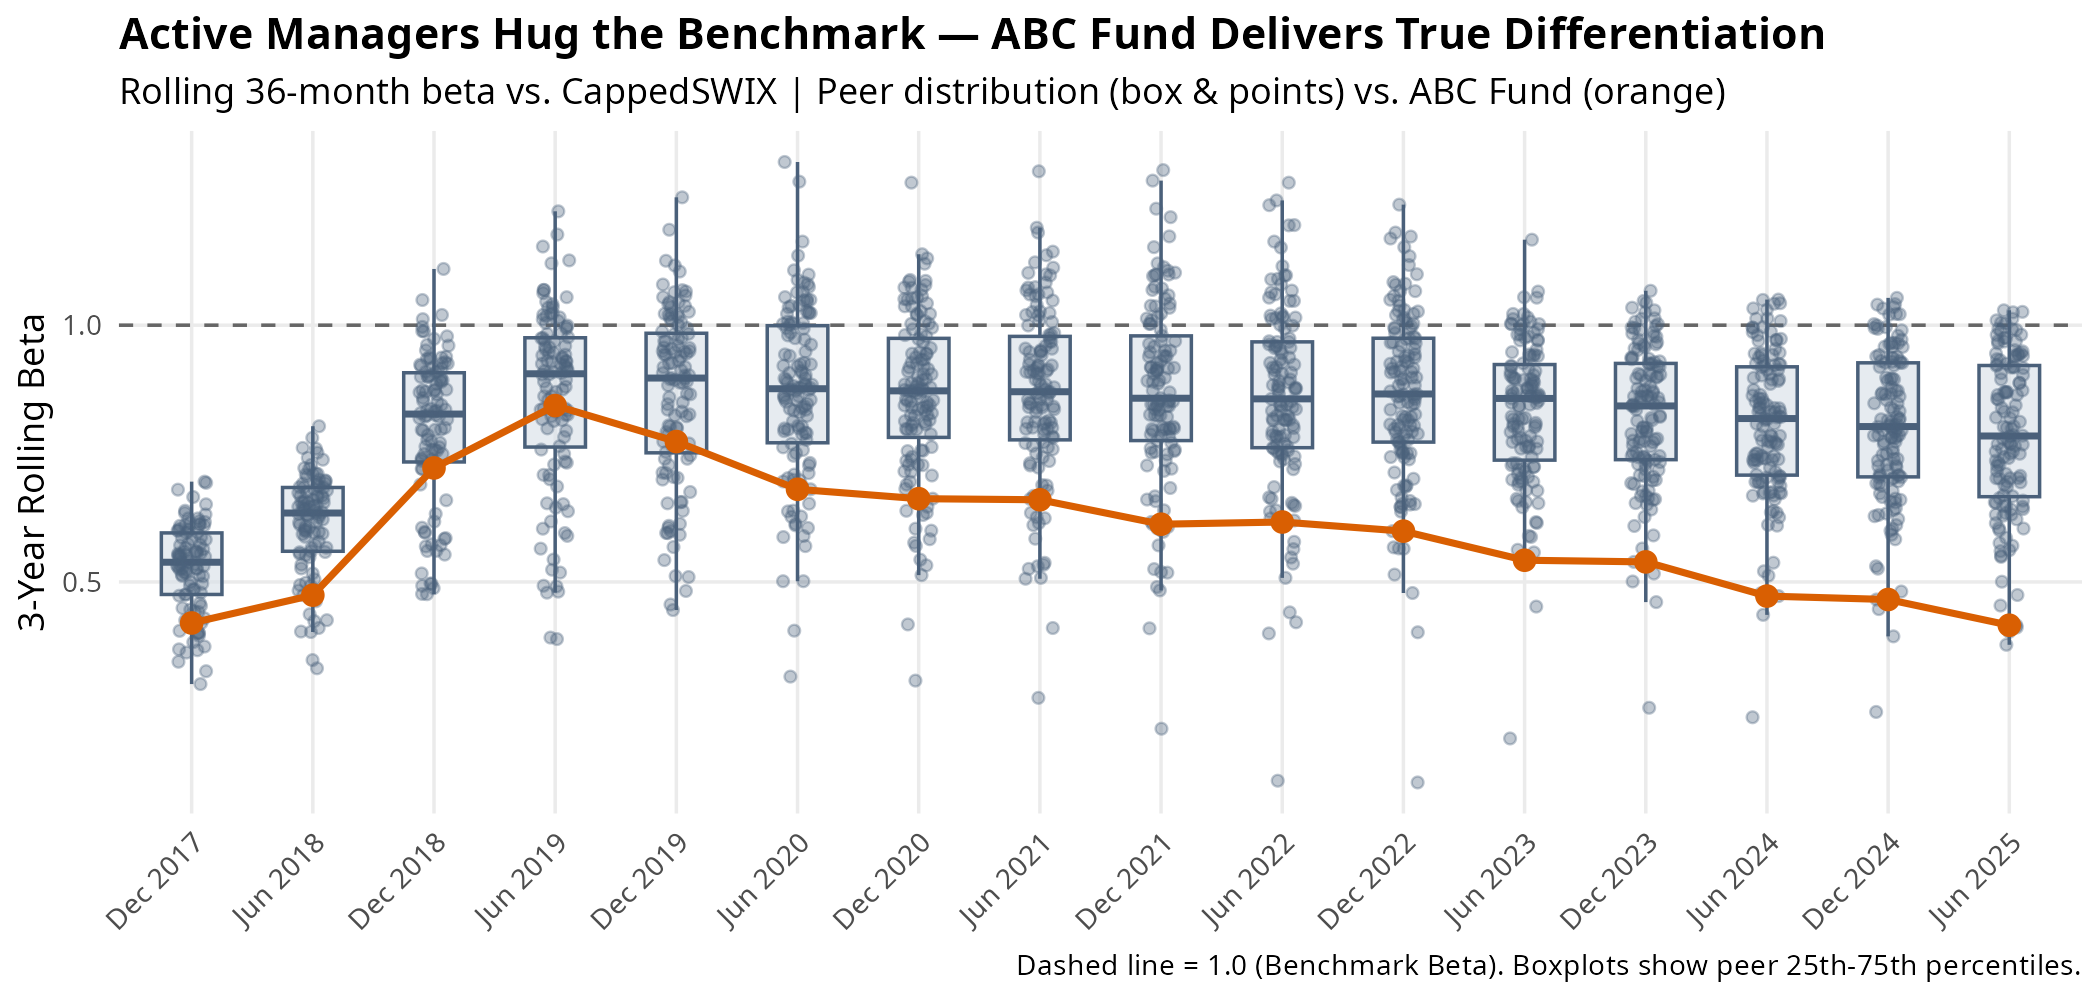 Active Managers Hug the Benchmark — ABC Fund Delivers True Differentiation
Rolling 36-month beta vs. CappedSWIX | Peer distribution (box & points) vs. ABC Fund (orange)
3-Year Rolling Beta
1.0
0.5
Dec 2017
Jun 2018
Dec 2018
Jun 2019
Dec 2019
Jun 2020
Dec 2020
Jun 2021
Dec 2021
Jun 2022
Dec 2022
Jun 2023
Dec 2023
Jun 2024
Dec 2024
Jun 2025
Dashed line = 1.0 (Benchmark Beta). Boxplots show peer 25th-75th percentiles.